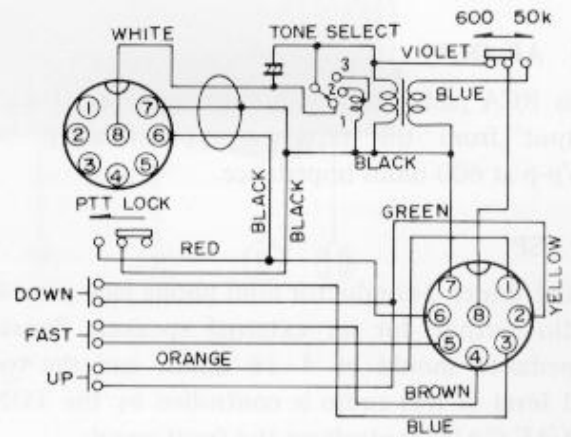 600 50k
TONE SELECT
WHITE
VIOLET
3
2
1
BLUE
1 7
2 8 6
3 5
4
BLACK
PTT LOCK
BLACK
BLACK
GREEN
YELLOW
RED
DOWN
FAST
ORANGE
UP
7 1
6 8 2
5 3
4
BROWN
BLUE